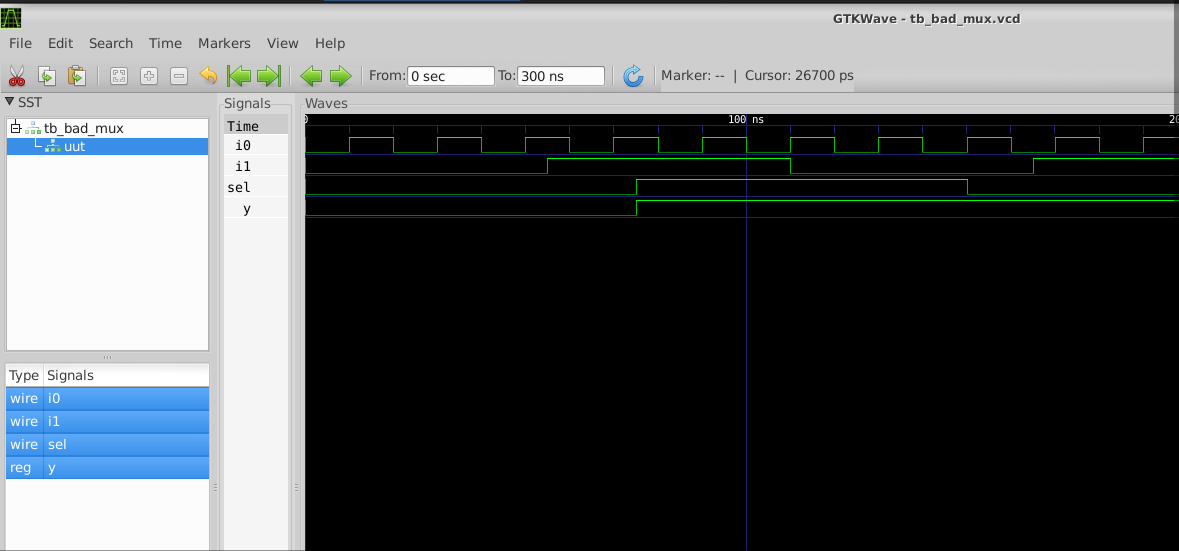 GTKWave - tb_bad_mux.vcd
File Edit Search Time Markers View Help
From: 0 sec To: 300 ns Marker: -- | Cursor: 26700 ps
SST
tb_bad_mux
uut
Type Signals
wire i0
wire i1
wire sel
reg y
Signals
Time
i0
i1
sel
y
Waves
0 100 ns 20